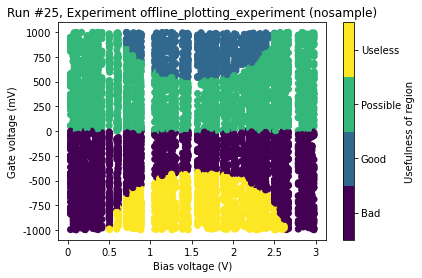 Run #25, Experiment offline_plotting_experiment (nosample)
1000
750
500
250
0
-250
-500
-750
-1000
Gate voltage (mV)
0
0.5
1
1.5
2
2.5
3
Bias voltage (V)
Useless
Possible
Good
Bad
Usefulness of region